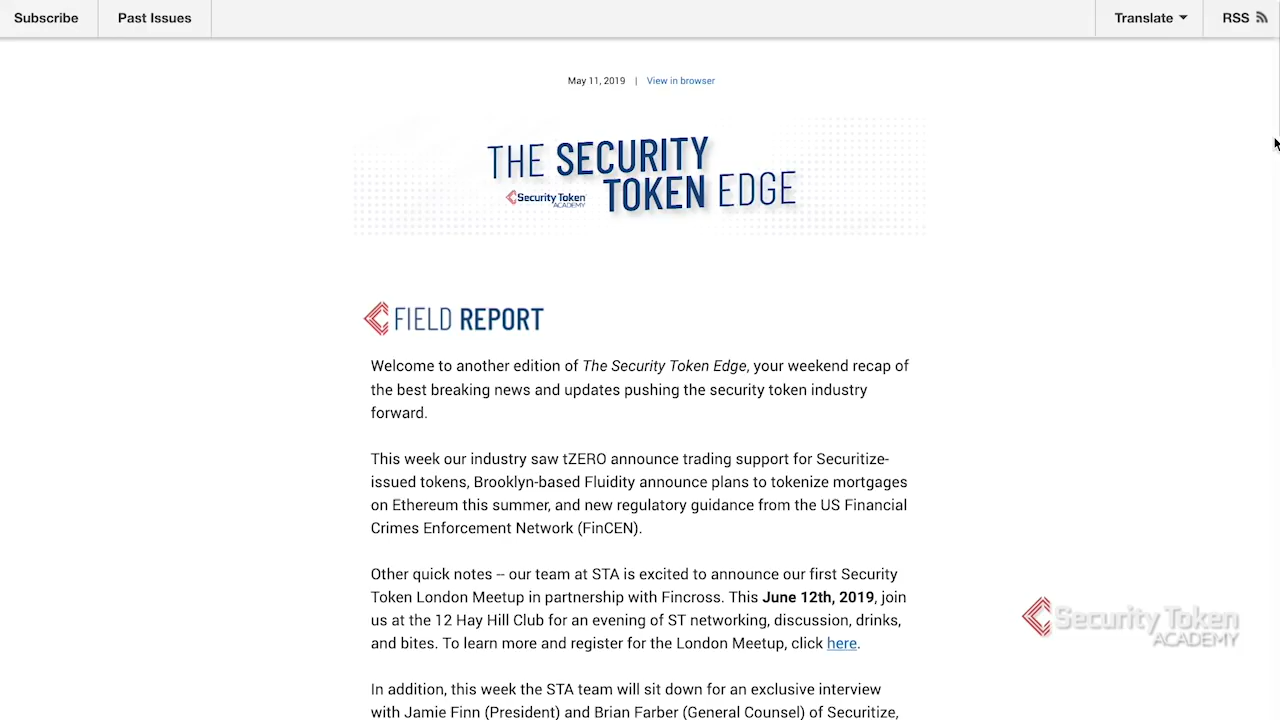 Subscribe
Past Issues
Translate
RSS
May 11, 2019 | View in browser
THE SECURITY
TOKEN EDGE
Security Token
ACADEMY
FIELD REPORT
Welcome to another edition of The Security Token Edge, your weekend recap of
the best breaking news and updates pushing the security token industry
forward.
This week our industry saw tZERO announce trading support for Securitize-
issued tokens, Brooklyn-based Fluidity announce plans to tokenize mortgages
on Ethereum this summer, and new regulatory guidance from the US Financial
Crimes Enforcement Network (FinCEN).
Other quick notes -- our team at STA is excited to announce our first Security
Token London Meetup in partnership with Fincross. This June 12th, 2019, join
us at the 12 Hay Hill Club for an evening of ST networking, discussion, drinks,
and bites. To learn more and register for the London Meetup, click here.
In addition, this week the STA team will sit down for an exclusive interview
with Jamie Finn (President) and Brian Farber (General Counsel) of Securitize,
Security Token
ACADEMY